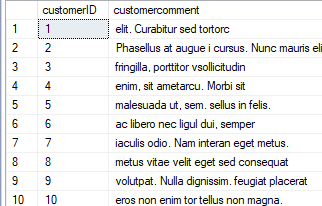 customerID customercomment
1 1 elit. Curabitur sed tortorc
2 2 Phasellus at augue i cursus. Nunc mauris eli
3 3 fringilla, porttitor vsollicitudin
4 4 enim, sit ametarcu. Morbi sit
5 5 malesuada ut, sem. sellus in felis.
6 6 ac libero nec ligul dui, semper
7 7 iaculis odio. Nam interan eget metus.
8 8 metus vitae velit eget sed consequat
9 9 volutpat. Nulla dignissim. feugiat placerat
10 10 eros non enim tor tellus non magna.